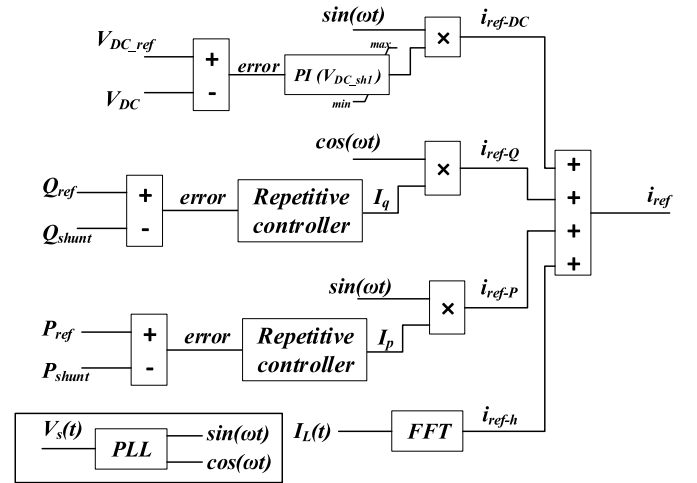 sin(ωt)
V_DC_ref
+
error
PI (V_DC_sh1)
max
min
×
i_ref-DC
V_DC
-
cos(ωt)
Q_ref
+
error
Repetitive
controller
I_q
×
i_ref-Q
Q_shunt
-
+
+
+
+
i_ref
sin(ωt)
P_ref
+
error
Repetitive
controller
I_p
×
i_ref-P
P_shunt
-
V_s(t)
PLL
sin(ωt)
cos(ωt)
I_L(t)
FFT
i_ref-h